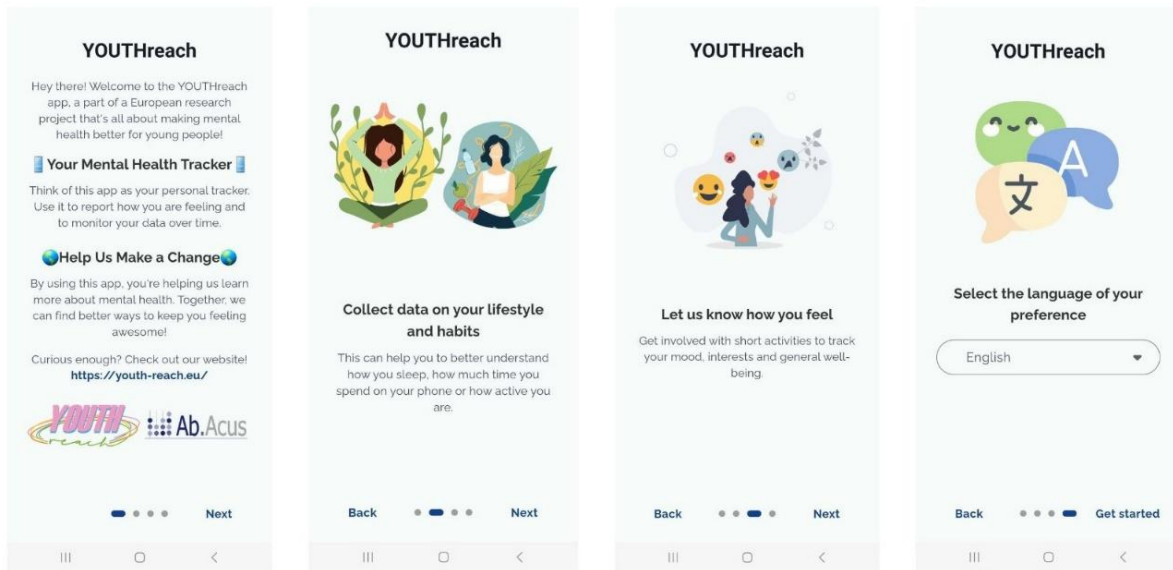 YOUTHreach
Hey there! Welcome to the YOUTHreach
app, a part of a European research
project that's all about making mental
health better for young people!
Your Mental Health Tracker
Think of this app as your personal tracker.
Use it to report how you are feeling and
to monitor your data over time.
Help Us Make a Change
By using this app, you're helping us learn
more about mental health. Together, we
can find better ways to keep you feeling
awesome!
Curious enough? Check out our website!
https://youth-reach.eu/
YOUTH
reach
Ab.Acus
Next
YOUTHreach
Collect data on your lifestyle
and habits
This can help you to better understand
how you sleep, how much time you
spend on your phone or how active you
are.
Back
Next
YOUTHreach
Let us know how you feel
Get involved with short activities to track
your mood, interests and general well-
being.
Back
Next
YOUTHreach
A
文
Select the language of your
preference
English
Back
Get started